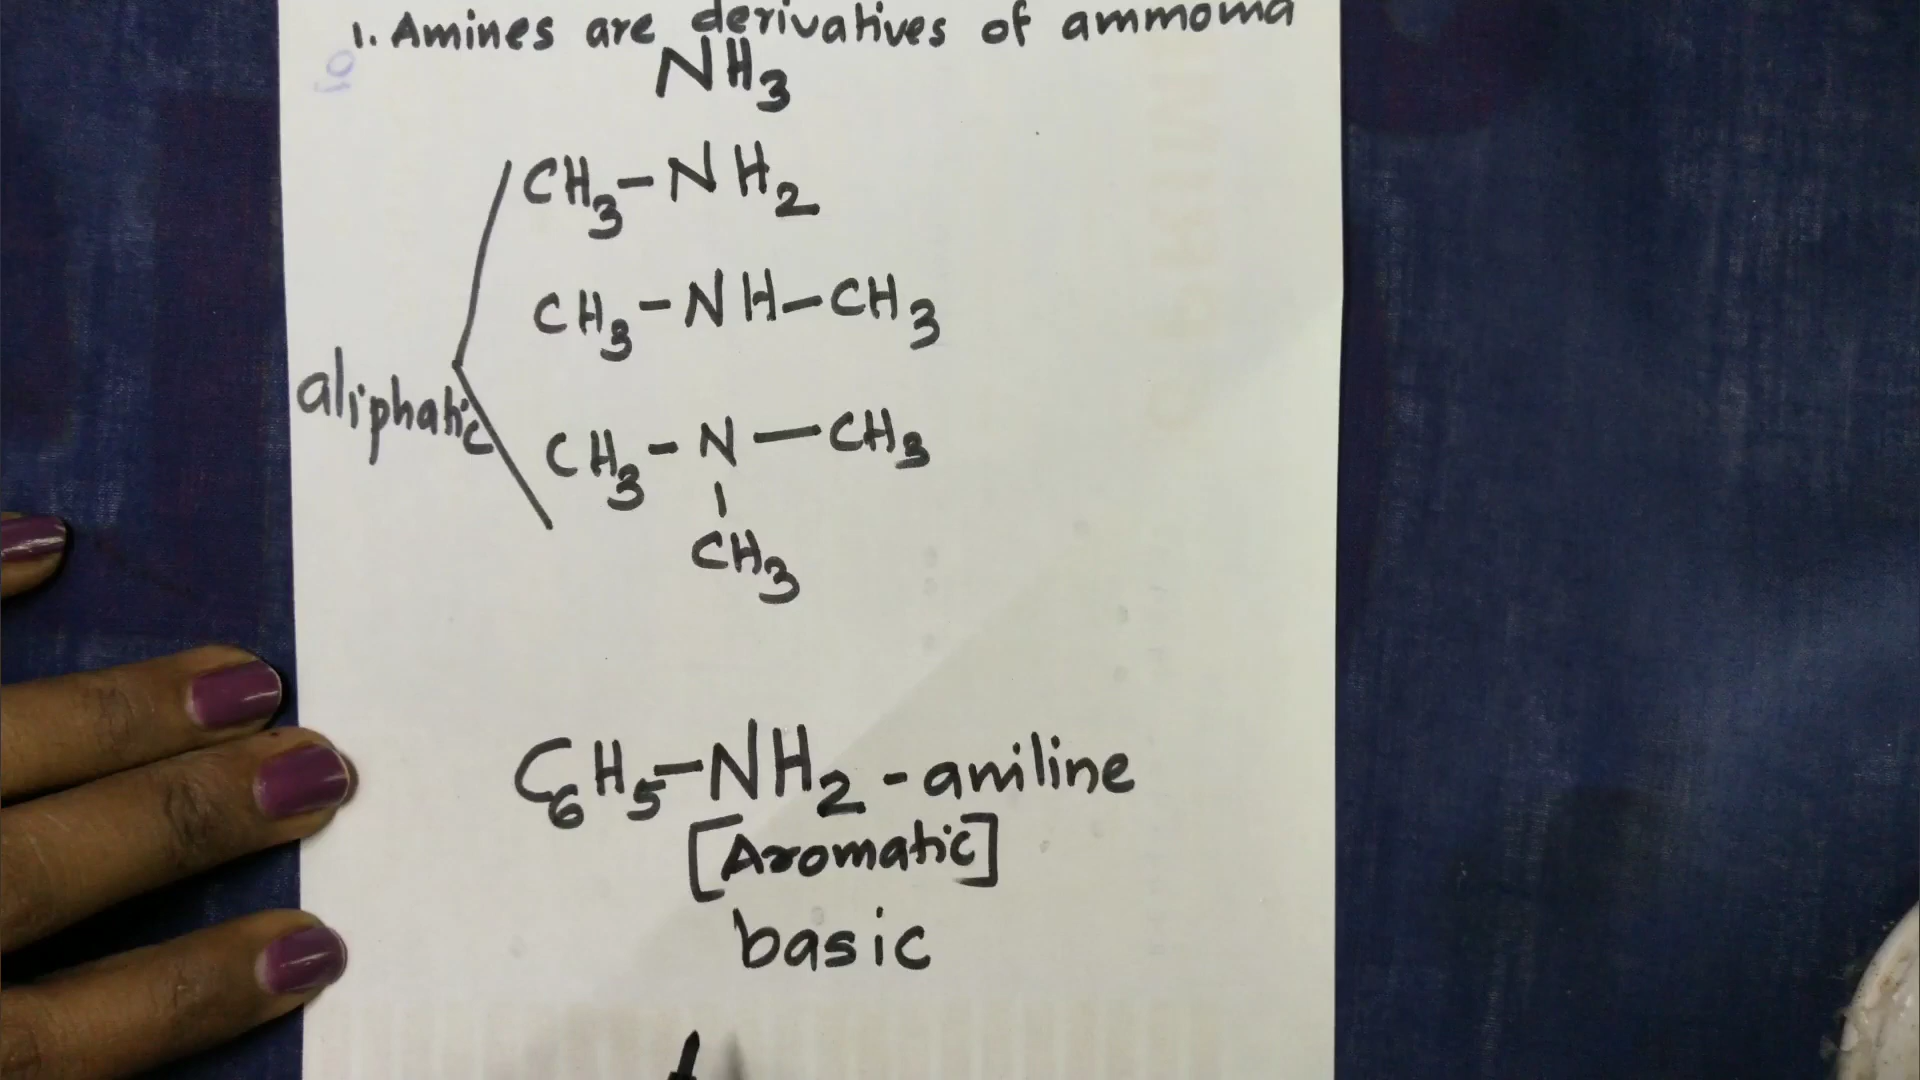 1. Amines are derivatives of ammonia
NH3
CH3-NH2
CH3-NH-CH3
aliphatic
CH3-N-CH3
CH3
C6H5-NH2 - aniline
[Aromatic]
basic